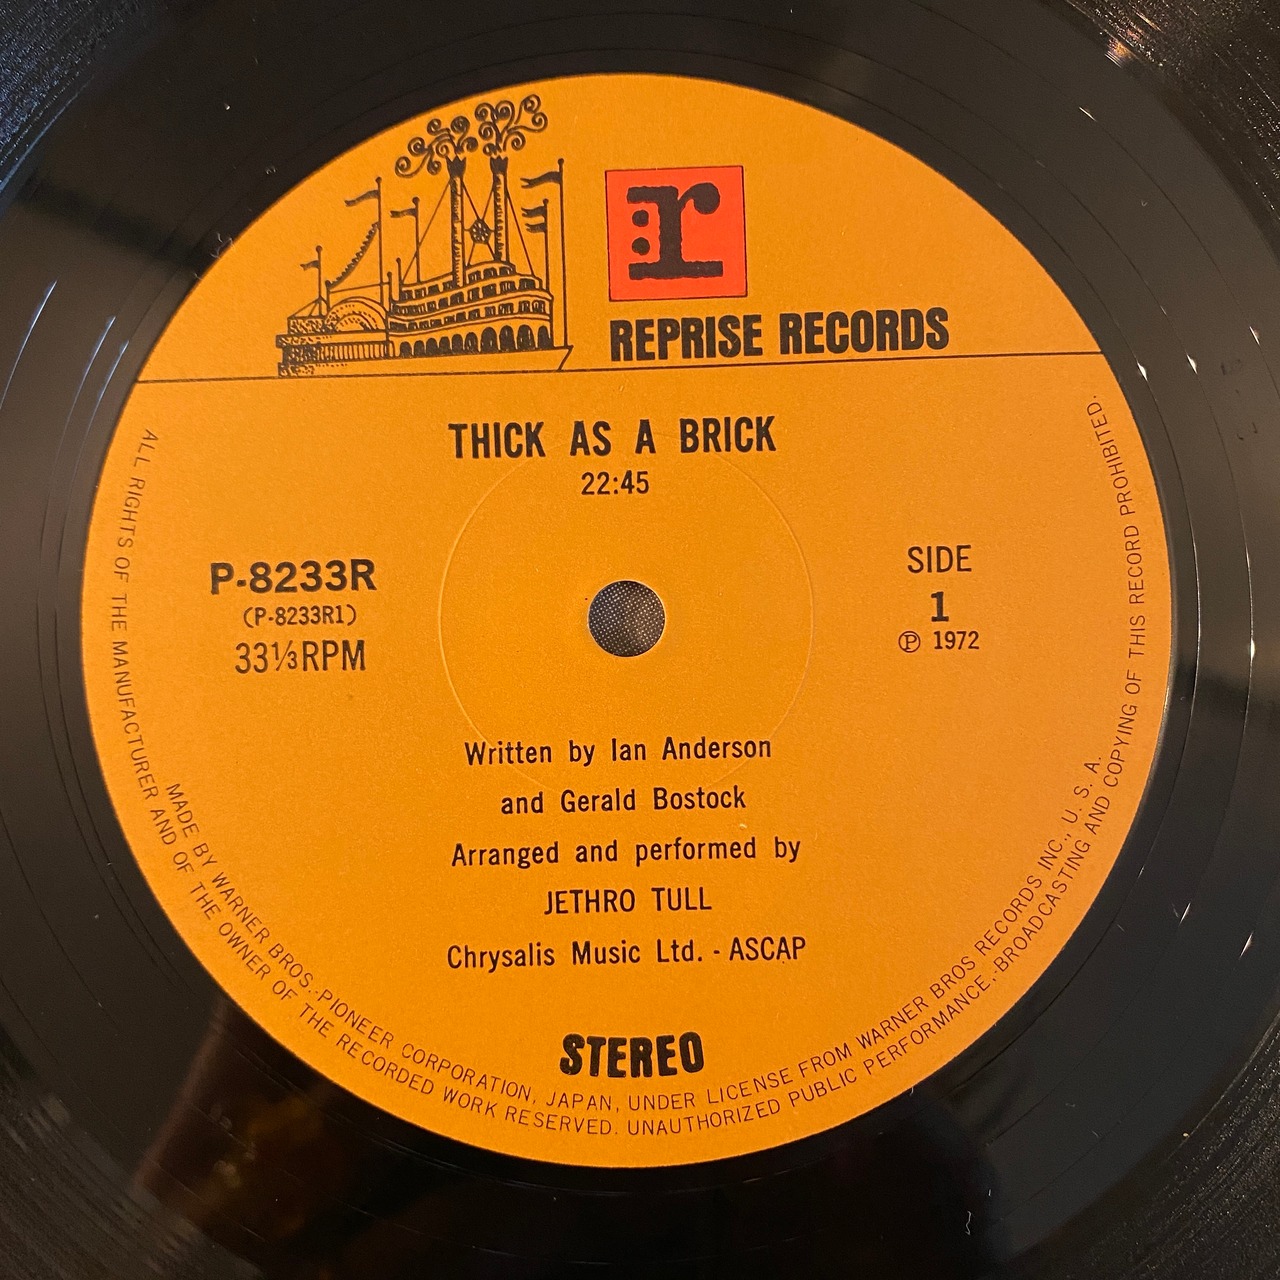 r
REPRISE RECORDS
THICK AS A BRICK
22:45
P-8233R
(P-8233R1)
33⅓RPM
SIDE
1
℗ 1972
Written by Ian Anderson
and Gerald Bostock
Arranged and performed by
JETHRO TULL
Chrysalis Music Ltd. - ASCAP
STEREO
MADE BY WARNER BROS.-PIONEER CORPORATION, JAPAN, UNDER LICENSE FROM WARNER BROS RECORDS INC., U. S. A.
ALL RIGHTS OF THE MANUFACTURER AND OF THE OWNER OF THE RECORDED WORK RESERVED. UNAUTHORIZED PUBLIC PERFORMANCE,-BROADCASTING AND COPYING OF THIS RECORD PROHIBITED.